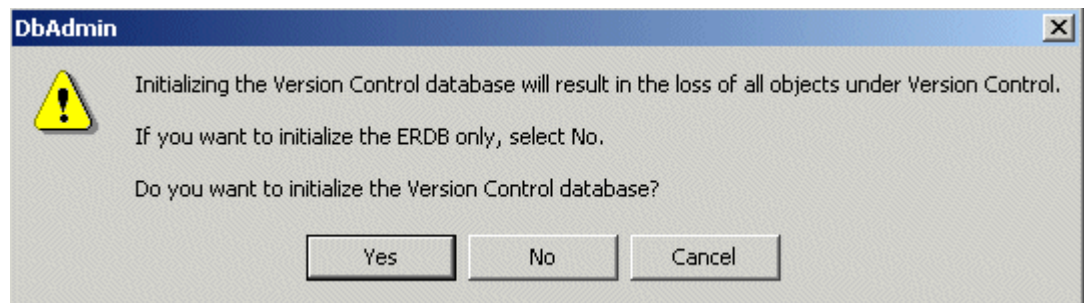 DbAdmin
Initializing the Version Control database will result in the loss of all objects under Version Control.
If you want to initialize the ERDB only, select No.
Do you want to initialize the Version Control database?
Yes No Cancel